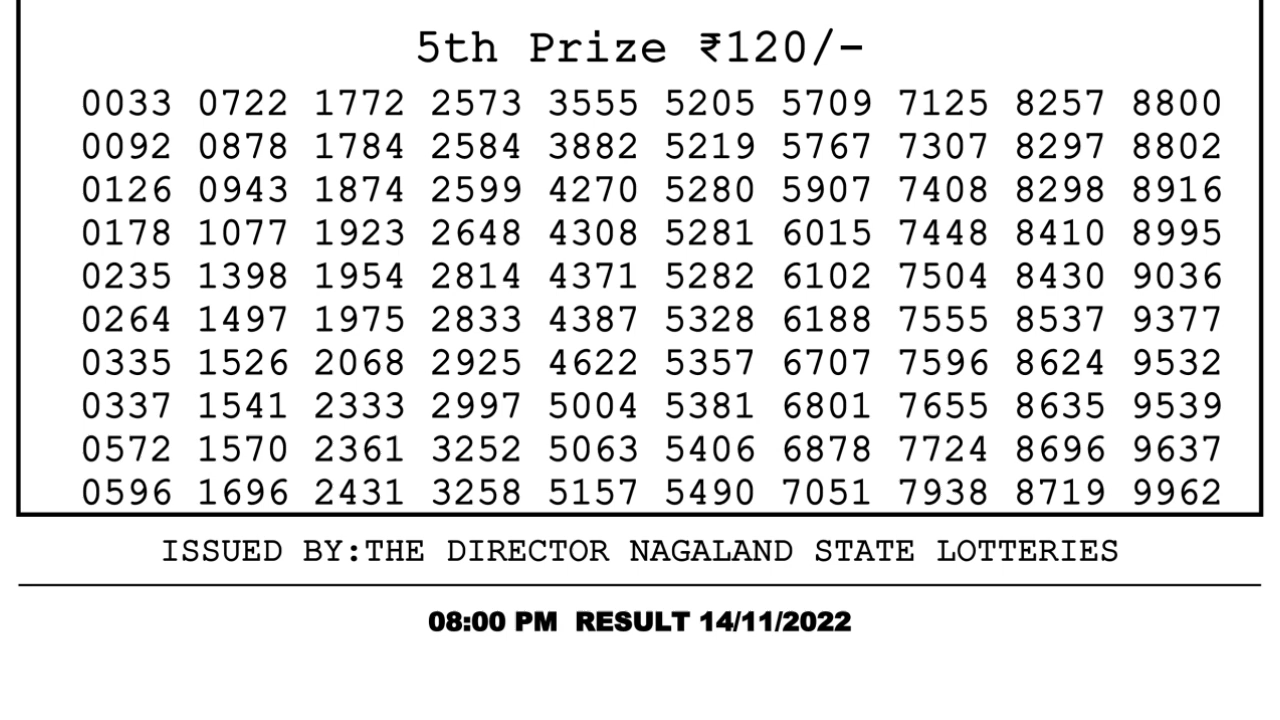 5th Prize ₹120/-
0033 0722 1772 2573 3555 5205 5709 7125 8257 8800
0092 0878 1784 2584 3882 5219 5767 7307 8297 8802
0126 0943 1874 2599 4270 5280 5907 7408 8298 8916
0178 1077 1923 2648 4308 5281 6015 7448 8410 8995
0235 1398 1954 2814 4371 5282 6102 7504 8430 9036
0264 1497 1975 2833 4387 5328 6188 7555 8537 9377
0335 1526 2068 2925 4622 5357 6707 7596 8624 9532
0337 1541 2333 2997 5004 5381 6801 7655 8635 9539
0572 1570 2361 3252 5063 5406 6878 7724 8696 9637
0596 1696 2431 3258 5157 5490 7051 7938 8719 9962
ISSUED BY:THE DIRECTOR NAGALAND STATE LOTTERIES
08:00 PM RESULT 14/11/2022